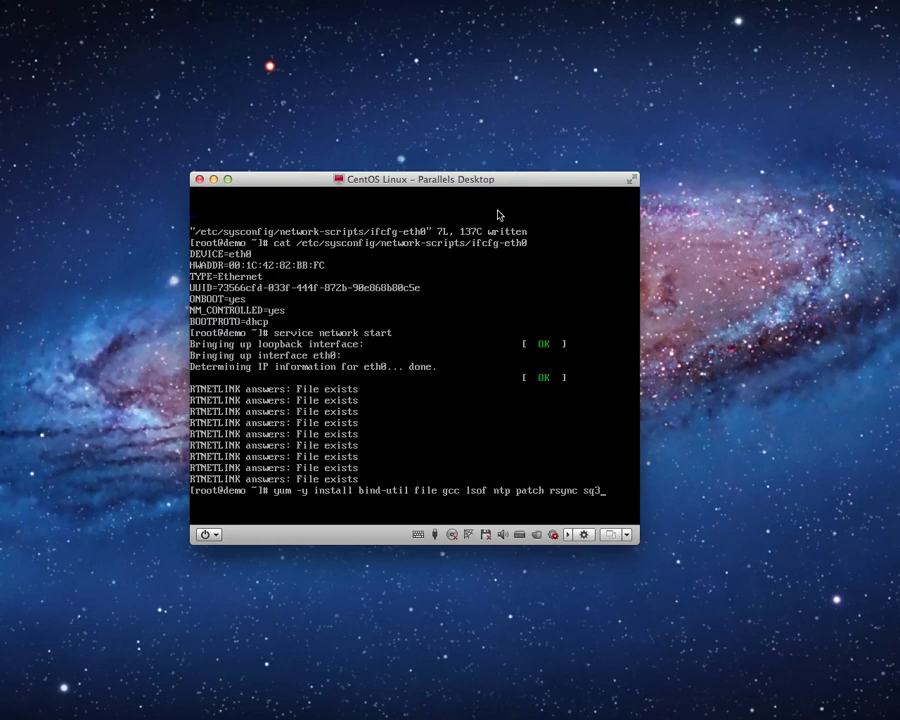 CentOS Linux - Parallels Desktop
"/etc/sysconfig/network-scripts/ifcfg-eth0" 7L, 137C written
[root@demo ~]# cat /etc/sysconfig/network-scripts/ifcfg-eth0
DEVICE=eth0
HWADDR=00:1C:42:82:BB:FC
TYPE=Ethernet
UUID=73566cfd-033f-444f-872b-90e868b80c5e
ONBOOT=yes
NM_CONTROLLED=yes
BOOTPROTO=dhcp
[root@demo ~]# service network start
Bringing up loopback interface: [ OK ]
Bringing up interface eth0:
Determining IP information for eth0... done.
[ OK ]
RTNETLINK answers: File exists
RTNETLINK answers: File exists
RTNETLINK answers: File exists
RTNETLINK answers: File exists
RTNETLINK answers: File exists
RTNETLINK answers: File exists
RTNETLINK answers: File exists
RTNETLINK answers: File exists
RTNETLINK answers: File exists
[root@demo ~]# yum -y install bind-util file gcc lsof ntp patch rsync sq3_